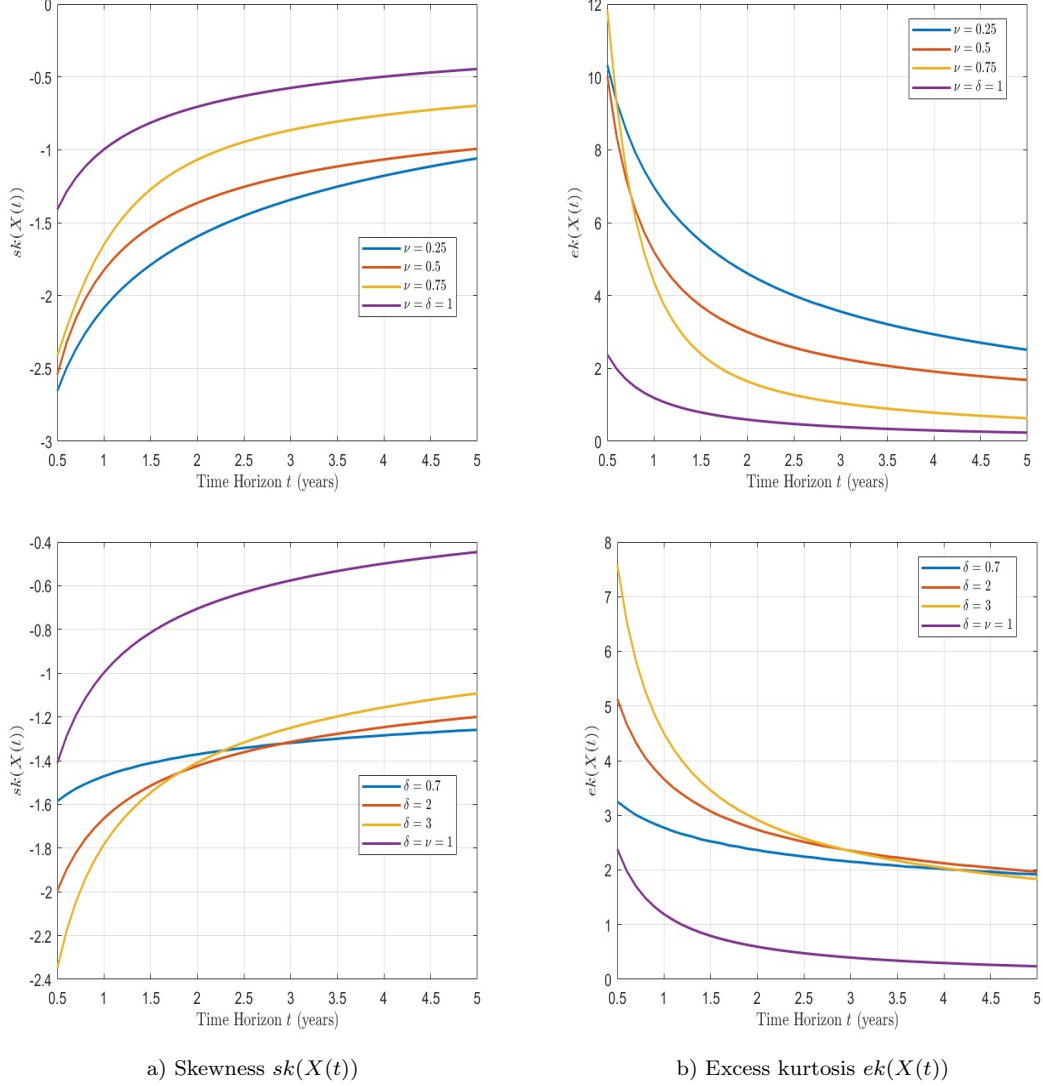 0
-0.5
-1
-1.5
-2
-2.5
-3
sk(X(t))
ν = 0.25
ν = 0.5
ν = 0.75
ν = δ = 1
0.5 1 1.5 2 2.5 3 3.5 4 4.5 5
Time Horizon t (years)
12
10
8
6
4
2
0
ek(X(t))
ν = 0.25
ν = 0.5
ν = 0.75
ν = δ = 1
0.5 1 1.5 2 2.5 3 3.5 4 4.5 5
Time Horizon t (years)
-0.4
-0.6
-0.8
-1
-1.2
-1.4
-1.6
-1.8
-2
-2.2
-2.4
sk(X(t))
δ = 0.7
δ = 2
δ = 3
δ = ν = 1
0.5 1 1.5 2 2.5 3 3.5 4 4.5 5
Time Horizon t (years)
8
7
6
5
4
3
2
1
0
ek(X(t))
δ = 0.7
δ = 2
δ = 3
δ = ν = 1
0.5 1 1.5 2 2.5 3 3.5 4 4.5 5
Time Horizon t (years)
a) Skewness sk(X(t))
b) Excess kurtosis ek(X(t))